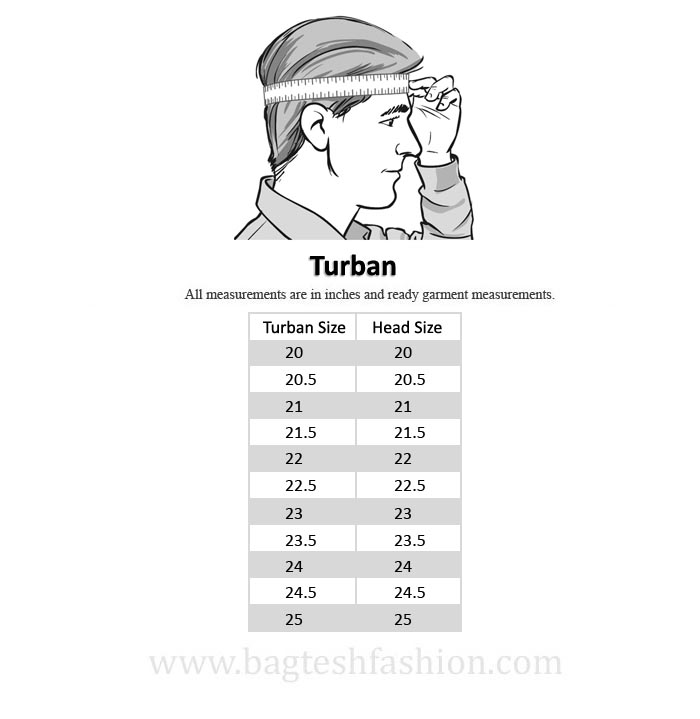 Turban
All measurements are in inches and ready garment measurements.
Turban Size Head Size
20 20
20.5 20.5
21 21
21.5 21.5
22 22
22.5 22.5
23 23
23.5 23.5
24 24
24.5 24.5
25 25
www.bagteshfashion.com